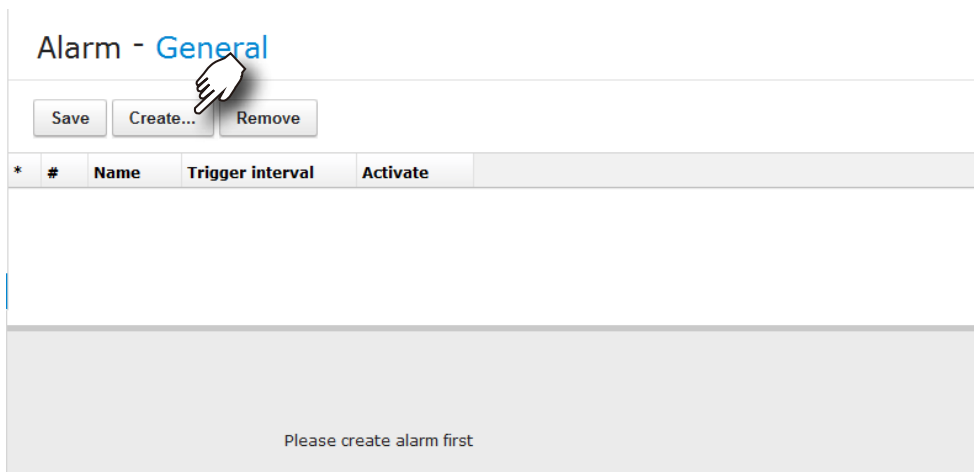 Alarm - General
Save Create... Remove
* # Name Trigger interval Activate
Please create alarm first